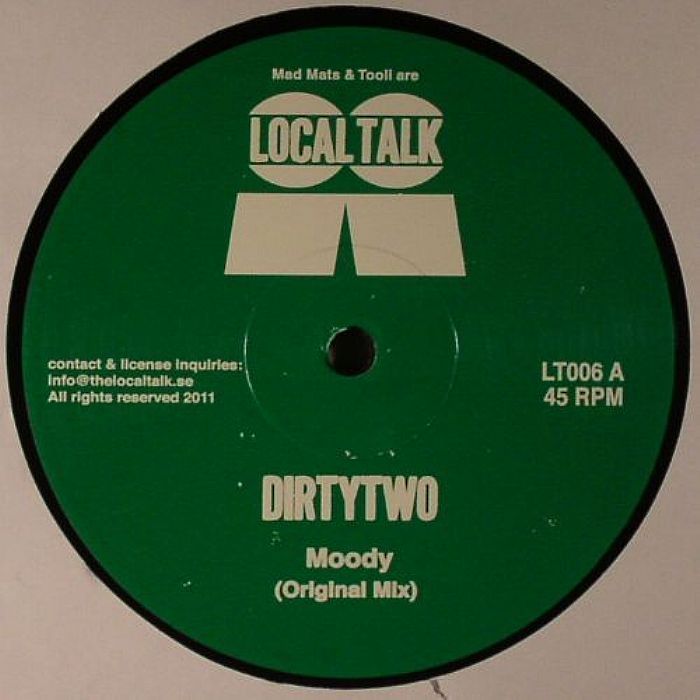 Mad Mats & Tooli are
LOCAL TALK
contact & license inquiries:
info@thelocaltalk.se
All rights reserved 2011
LT006 A
45 RPM
DIRTYTWO
Moody
(Original Mix)